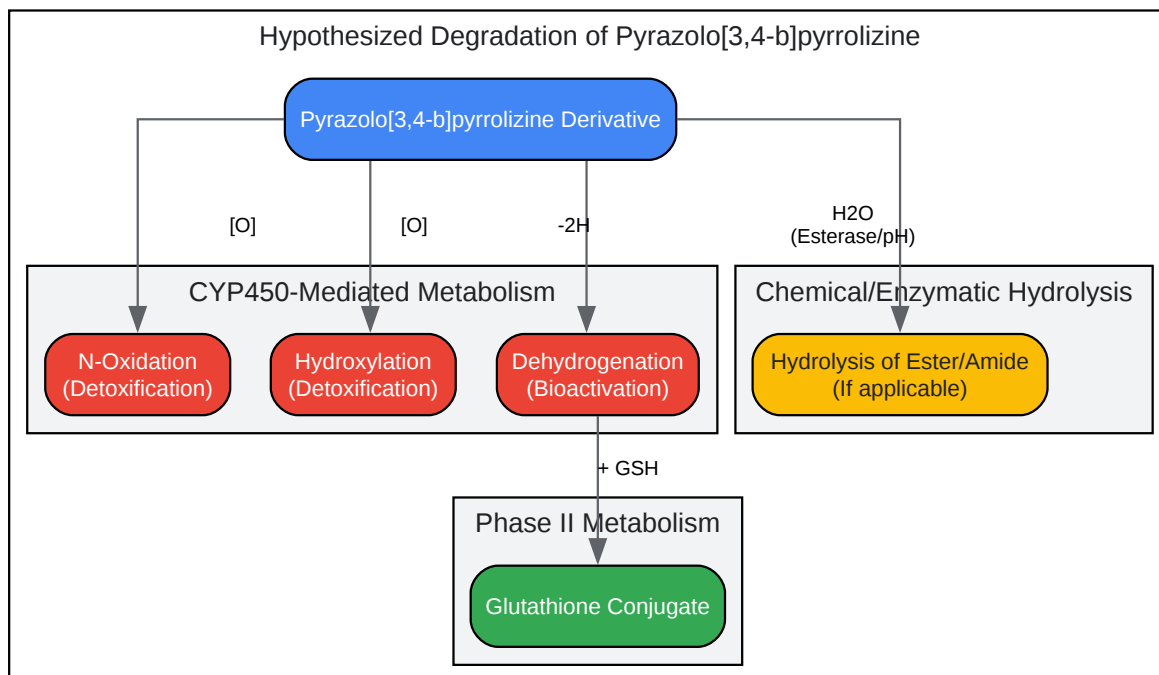 Hypothesized Degradation of Pyrazolo[3,4-b]pyrrolizine
Pyrazolo[3,4-b]pyrrolizine Derivative
[O]
[O]
-2H
H2O
(Esterase/pH)
CYP450-Mediated Metabolism
Chemical/Enzymatic Hydrolysis
N-Oxidation
(Detoxification)
Hydroxylation
(Detoxification)
Dehydrogenation
(Bioactivation)
Hydrolysis of Ester/Amide
(If applicable)
+ GSH
Phase II Metabolism
Glutathione Conjugate